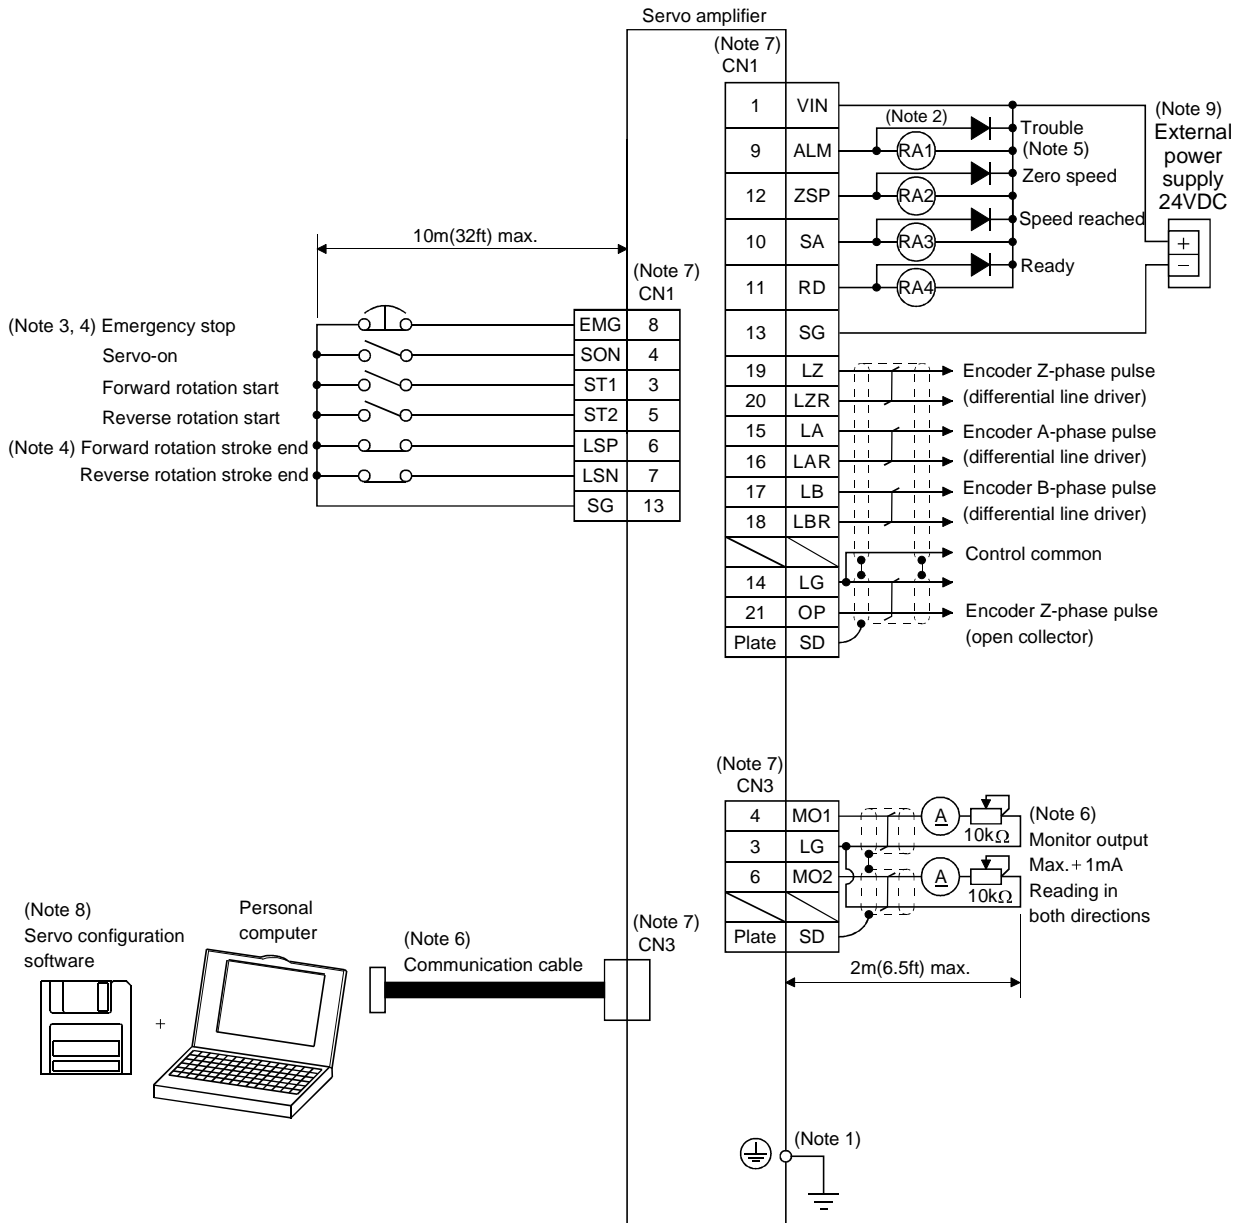 Servo amplifier
(Note 7)
CN1
1 VIN
9 ALM
12 ZSP
10 SA
11 RD
13 SG
19 LZ
20 LZR
15 LA
16 LAR
17 LB
18 LBR
14 LG
21 OP
Plate SD
(Note 2)
RA1
RA2
RA3
RA4
Trouble
(Note 5)
Zero speed
Speed reached
Ready
(Note 9)
External
power
supply
24VDC
+
−
Encoder Z-phase pulse
(differential line driver)
Encoder A-phase pulse
(differential line driver)
Encoder B-phase pulse
(differential line driver)
Control common
Encoder Z-phase pulse
(open collector)
10m(32ft) max.
(Note 7)
CN1
(Note 3, 4) Emergency stop
Servo-on
Forward rotation start
Reverse rotation start
(Note 4) Forward rotation stroke end
Reverse rotation stroke end
EMG 8
SON 4
ST1 3
ST2 5
LSP 6
LSN 7
SG 13
(Note 7)
CN3
4 MO1
3 LG
6 MO2
Plate SD
A
10kΩ
A
10kΩ
(Note 6)
Monitor output
Max.+1mA
Reading in
both directions
2m(6.5ft) max.
(Note 8)
Servo configuration
software
+
Personal
computer
(Note 6)
Communication cable
(Note 7)
CN3
(Note 1)